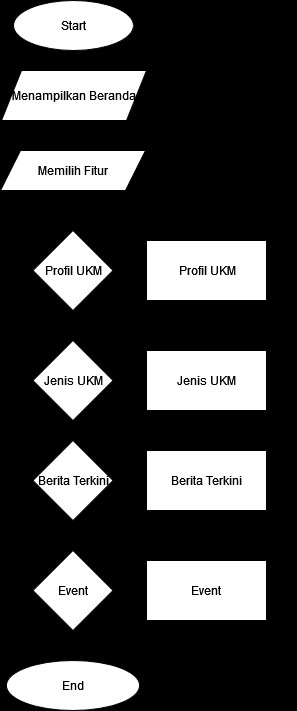 Start
Menampilkan Beranda
Memilih Fitur
Profil UKM
Profil UKM
Jenis UKM
Jenis UKM
Berita Terkini
Berita Terkini
Event
Event
End